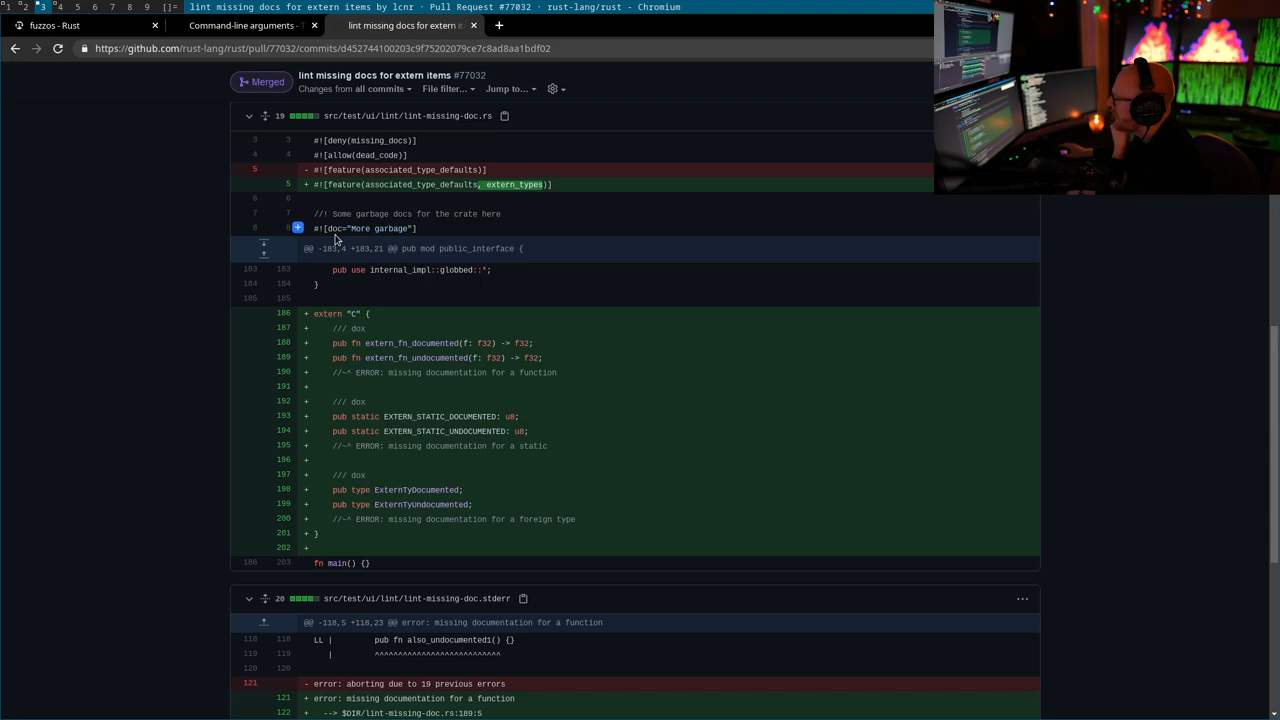 1 2 3 4 5 6 7 8 9 []= lint missing docs for extern items by lcnr · Pull Request #77032 · rust-lang/rust - Chromium
fuzzos - Rust × Command-line arguments - T × lint missing docs for extern it × +
https://github.com/rust-lang/rust/pull/77032/commits/d452744100203c9f75202079ce7c8ad8aa1bdf02
Merged lint missing docs for extern items #77032
Changes from all commits File filter... Jump to...
19 src/test/ui/lint/lint-missing-doc.rs
3 3 #![deny(missing_docs)]
4 4 #![allow(dead_code)]
5 - #![feature(associated_type_defaults)]
5 + #![feature(associated_type_defaults, extern_types)]
6 6
7 7 //! Some garbage docs for the crate here
8 8 #![doc="More garbage"]
@@ -183,4 +183,21 @@ pub mod public_interface {
183 183 pub use internal_impl::globbed::*;
184 184 }
185 185
186 + extern "C" {
187 + /// dox
188 + pub fn extern_fn_documented(f: f32) -> f32;
189 + pub fn extern_fn_undocumented(f: f32) -> f32;
190 + //~^ ERROR: missing documentation for a function
191 +
192 + /// dox
193 + pub static EXTERN_STATIC_DOCUMENTED: u8;
194 + pub static EXTERN_STATIC_UNDOCUMENTED: u8;
195 + //~^ ERROR: missing documentation for a static
196 +
197 + /// dox
198 + pub type ExternTyDocumented;
199 + pub type ExternTyUndocumented;
200 + //~^ ERROR: missing documentation for a foreign type
201 + }
202 +
186 203 fn main() {}
20 src/test/ui/lint/lint-missing-doc.stderr ...
@@ -118,5 +118,23 @@ error: missing documentation for a function
118 118 LL | pub fn also_undocumented1() {}
119 119 | ^^^^^^^^^^^^^^^^^^^^^^^^^^^
120 120
121 - error: aborting due to 19 previous errors
121 + error: missing documentation for a function
122 + --> $DIR/lint-missing-doc.rs:189:5